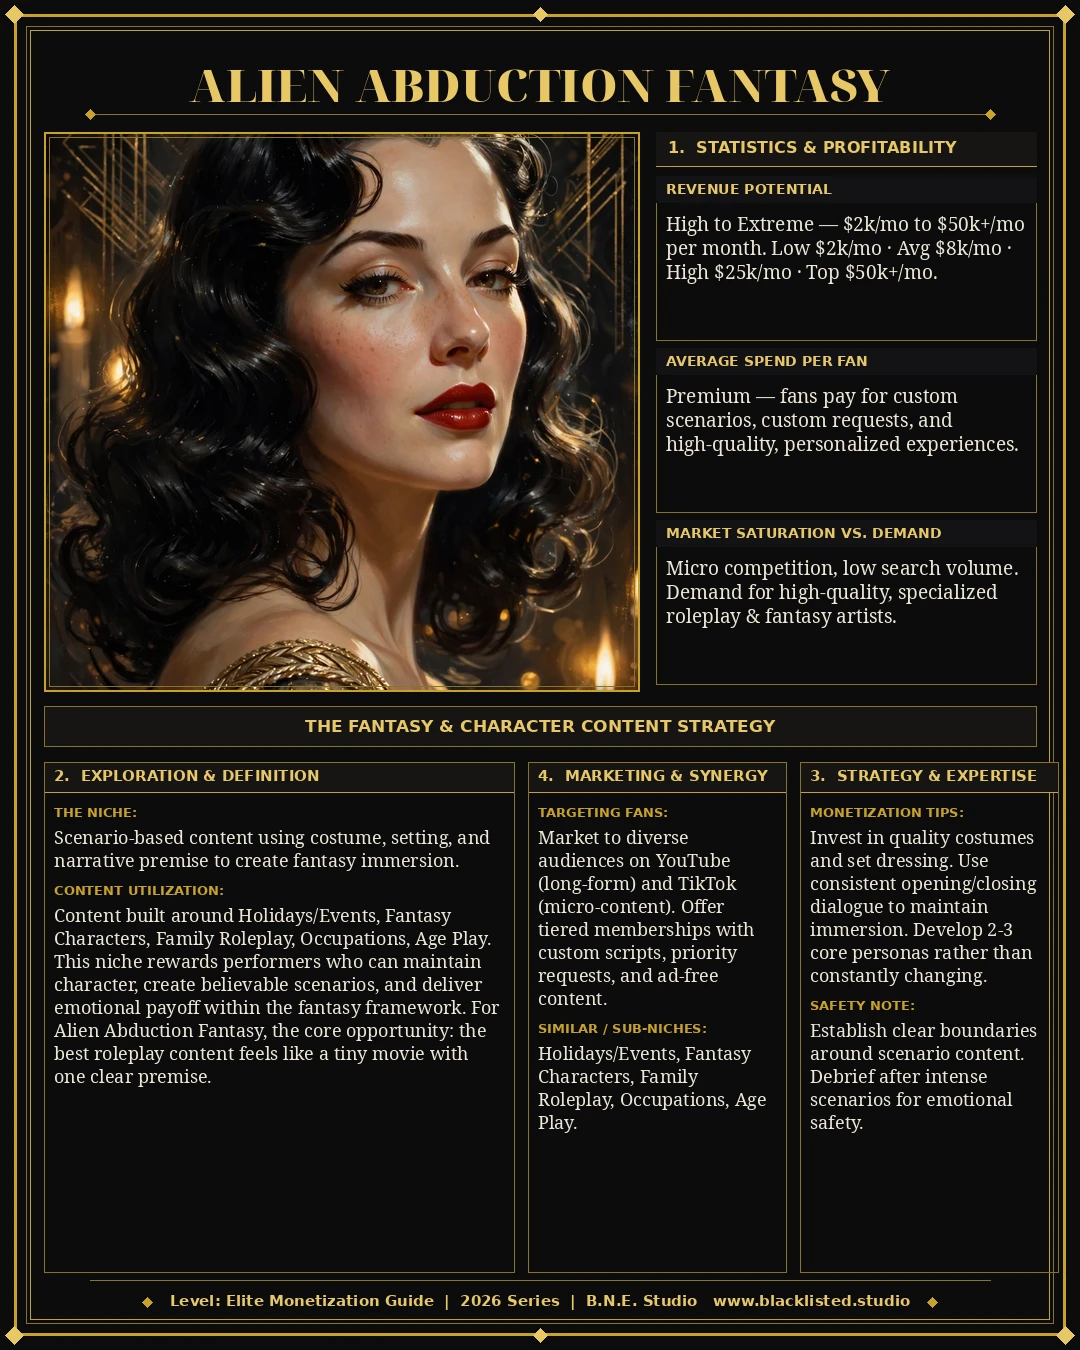 ALIEN ABDUCTION FANTASY
1. STATISTICS & PROFITABILITY
REVENUE POTENTIAL
High to Extreme — $2k/mo to $50k+/mo
per month. Low $2k/mo · Avg $8k/mo ·
High $25k/mo · Top $50k+/mo.
AVERAGE SPEND PER FAN
Premium — fans pay for custom
scenarios, custom requests, and
high-quality, personalized experiences.
MARKET SATURATION VS. DEMAND
Micro competition, low search volume.
Demand for high-quality, specialized
roleplay & fantasy artists.
THE FANTASY & CHARACTER CONTENT STRATEGY
2. EXPLORATION & DEFINITION
THE NICHE:
Scenario-based content using costume, setting, and
narrative premise to create fantasy immersion.
CONTENT UTILIZATION:
Content built around Holidays/Events, Fantasy
Characters, Family Roleplay, Occupations, Age Play.
This niche rewards performers who can maintain
character, create believable scenarios, and deliver
emotional payoff within the fantasy framework. For
Alien Abduction Fantasy, the core opportunity: the
best roleplay content feels like a tiny movie with
one clear premise.
4. MARKETING & SYNERGY
TARGETING FANS:
Market to diverse
audiences on YouTube
(long-form) and TikTok
(micro-content). Offer
tiered memberships with
custom scripts, priority
requests, and ad-free
content.
SIMILAR / SUB-NICHES:
Holidays/Events, Fantasy
Characters, Family
Roleplay, Occupations, Age
Play.
3. STRATEGY & EXPERTISE
MONETIZATION TIPS:
Invest in quality costumes
and set dressing. Use
consistent opening/closing
dialogue to maintain
immersion. Develop 2-3
core personas rather than
constantly changing.
SAFETY NOTE:
Establish clear boundaries
around scenario content.
Debrief after intense
scenarios for emotional
safety.
Level: Elite Monetization Guide | 2026 Series | B.N.E. Studio www.blacklisted.studio